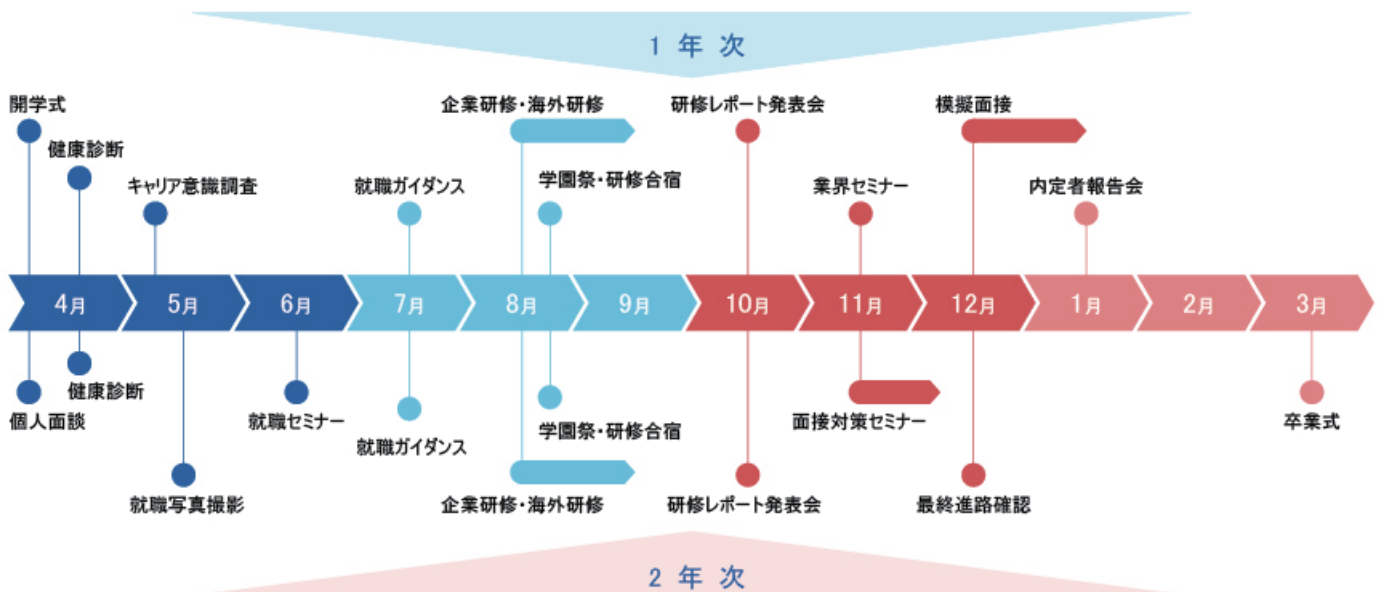 1 年 次
開学式
企業研修・海外研修
研修レポート発表会
模擬面接
健康診断
キャリア意識調査
就職ガイダンス
学園祭・研修合宿
業界セミナー
内定者報告会
4月
5月
6月
7月
8月
9月
10月
11月
12月
1月
2月
3月
個人面談
健康診断
就職セミナー
就職ガイダンス
学園祭・研修合宿
面接対策セミナー
卒業式
就職写真撮影
企業研修・海外研修
研修レポート発表会
最終進路確認
2 年 次